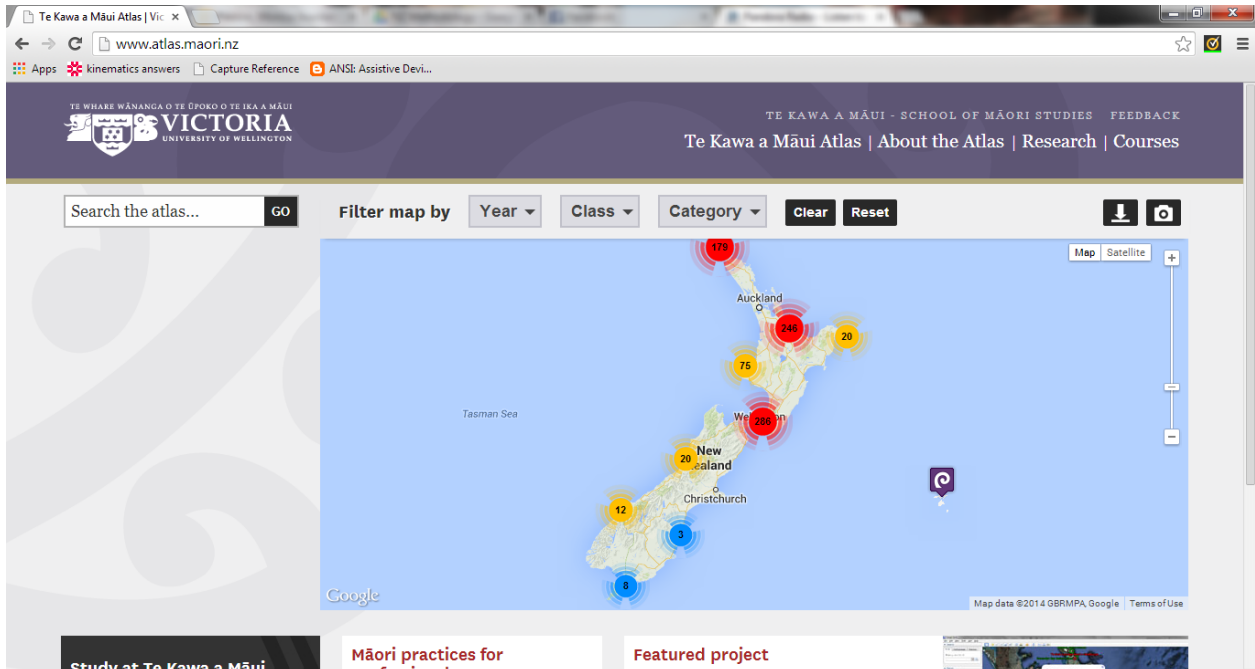 Te Kawa a Māui Atlas | Vic
www.atlas.maori.nz
Apps kinematics answers Capture Reference ANSI: Assistive Devi...
TE WHARE WĀNANGA O TE ŪPOKO O TE IKA A MĀUI
VICTORIA
UNIVERSITY OF WELLINGTON
TE KAWA A MĀUI - SCHOOL OF MĀORI STUDIES FEEDBACK
Te Kawa a Māui Atlas | About the Atlas | Research | Courses
Search the atlas... GO Filter map by Year Class Category Clear Reset
179
Map Satellite
Auckland
246
20
75
Tasman Sea
286
20
New
Christchurch
12
3
8
Google
Map data ©2014 GBRMPA, Google Terms of Use
Study at Te Kawa a Māui
Māori practices for
Featured project